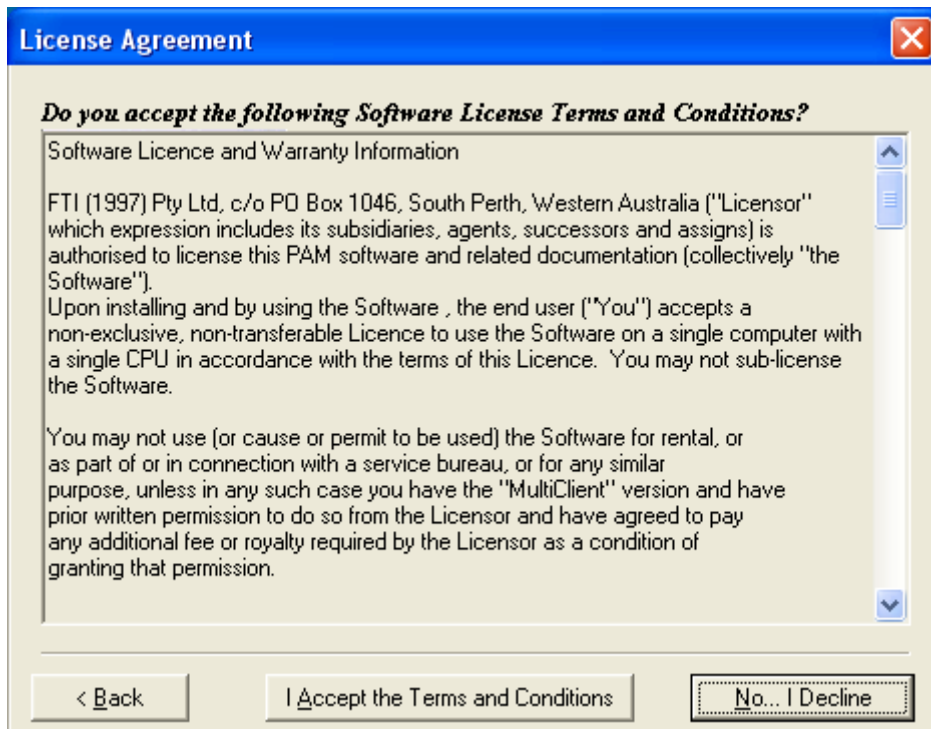 License Agreement
Do you accept the following Software License Terms and Conditions?
Software Licence and Warranty Information
FTI (1997) Pty Ltd, c/o PO Box 1046, South Perth, Western Australia ("Licensor"
which expression includes its subsidiaries, agents, successors and assigns) is
authorised to license this PAM software and related documentation (collectively "the
Software").
Upon installing and by using the Software , the end user ("You") accepts a
non-exclusive, non-transferable Licence to use the Software on a single computer with
a single CPU in accordance with the terms of this Licence.  You may not sub-license
the Software.
You may not use (or cause or permit to be used) the Software for rental, or
as part of or in connection with a service bureau, or for any similar
purpose, unless in any such case you have the "MultiClient" version and have
prior written permission to do so from the Licensor and have agreed to pay
any additional fee or royalty required by the Licensor as a condition of
granting that permission.
< Back
I Accept the Terms and Conditions
No... I Decline